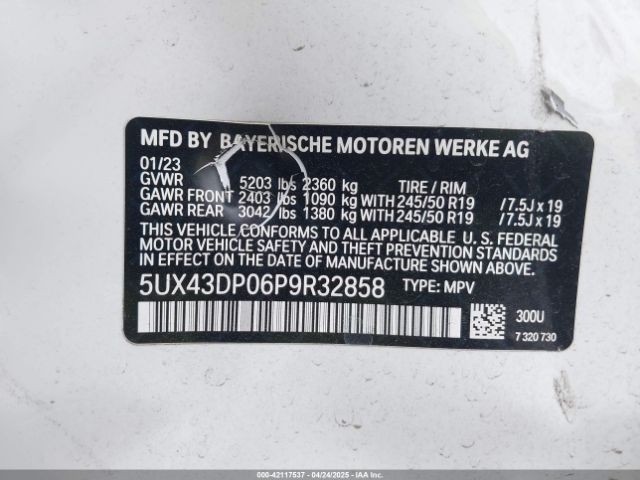 MFD BY BAYERISCHE MOTOREN WERKE AG
01/23
GVWR 5203 lbs 2360 kg TIRE / RIM
GAWR FRONT 2403 lbs 1090 kg WITH 245/50 R19 /7.5J x 19
GAWR REAR 3042 lbs 1380 kg WITH 245/50 R19 /7.5J x 19
THIS VEHICLE CONFORMS TO ALL APPLICABLE U. S. FEDERAL
MOTOR VEHICLE SAFETY AND THEFT PREVENTION STANDARDS
IN EFFECT ON THE DATE OF MANUFACTURE SHOWN ABOVE.
5UX43DP06P9R32858 TYPE: MPV
300U
7 320 730
000-42117537 - 04/24/2025 - IAA Inc.